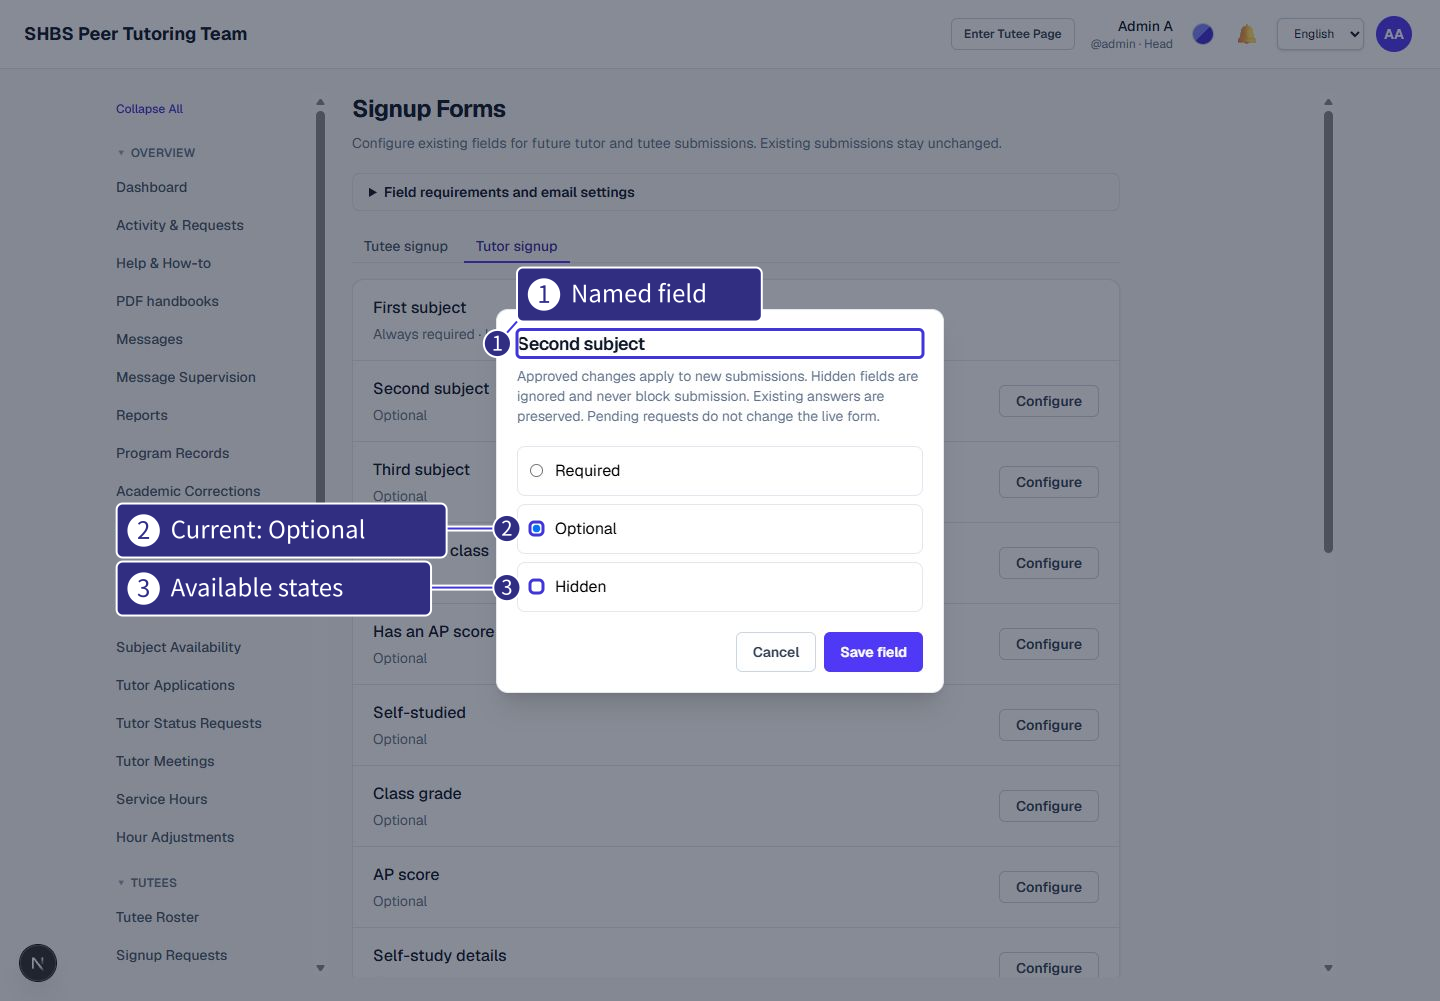 SHBS Peer Tutoring Team
Enter Tutee Page
Admin A
@admin · Head
English
AA
Collapse All
OVERVIEW
Dashboard
Activity & Requests
Help & How-to
PDF handbooks
Messages
Message Supervision
Reports
Program Records
Academic Corrections
Subject Availability
Tutor Applications
Tutor Status Requests
Tutor Meetings
Service Hours
Hour Adjustments
TUTEES
Tutee Roster
Signup Requests
N
Signup Forms
Configure existing fields for future tutor and tutee submissions. Existing submissions stay unchanged.
Field requirements and email settings
Tutee signup
Tutor signup
First subject
Always required ·
Second subject
Optional
Configure
Third subject
Optional
Configure
class
Configure
Has an AP score
Optional
Configure
Self-studied
Optional
Configure
Class grade
Optional
Configure
AP score
Optional
Configure
Self-study details
Configure
1 Named field
1
Second subject
Approved changes apply to new submissions. Hidden fields are
ignored and never block submission. Existing answers are
preserved. Pending requests do not change the live form.
Required
2 Current: Optional
2
Optional
3 Available states
3
Hidden
Cancel
Save field